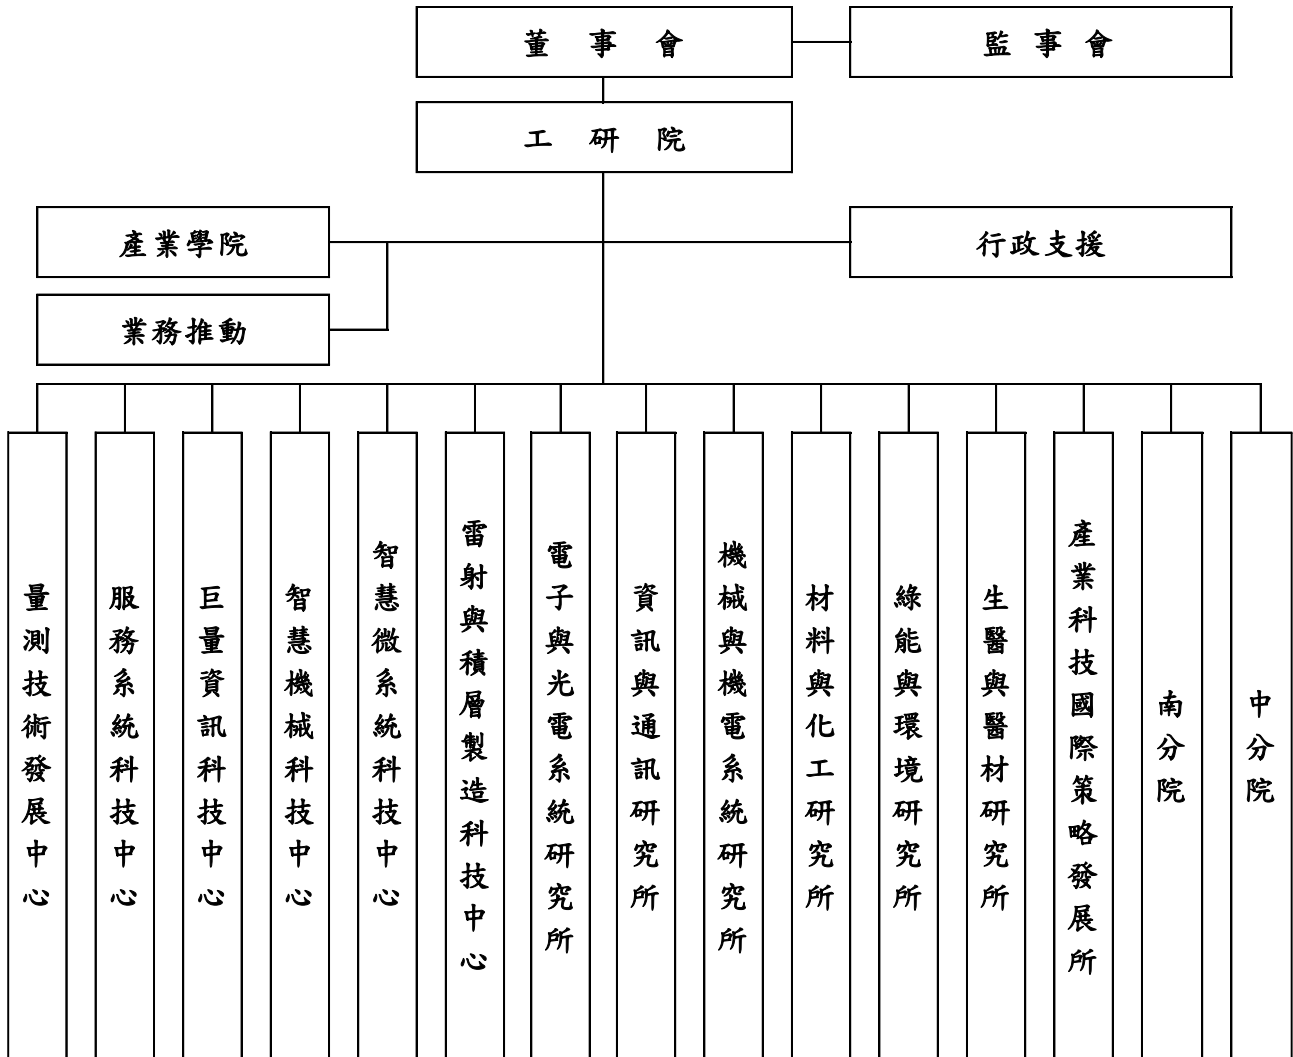 董事會
監事會
工研院
產業學院
行政支援
業務推動
量測技術發展中心
服務系統科技中心
巨量資訊科技中心
智慧機械科技中心
智慧微系統科技中心
雷射與積層製造科技中心
電子與光電系統研究所
資訊與通訊研究所
機械與機電系統研究所
材料與化工研究所
綠能與環境研究所
生醫與醫材研究所
產業科技國際策略發展所
南分院
中分院